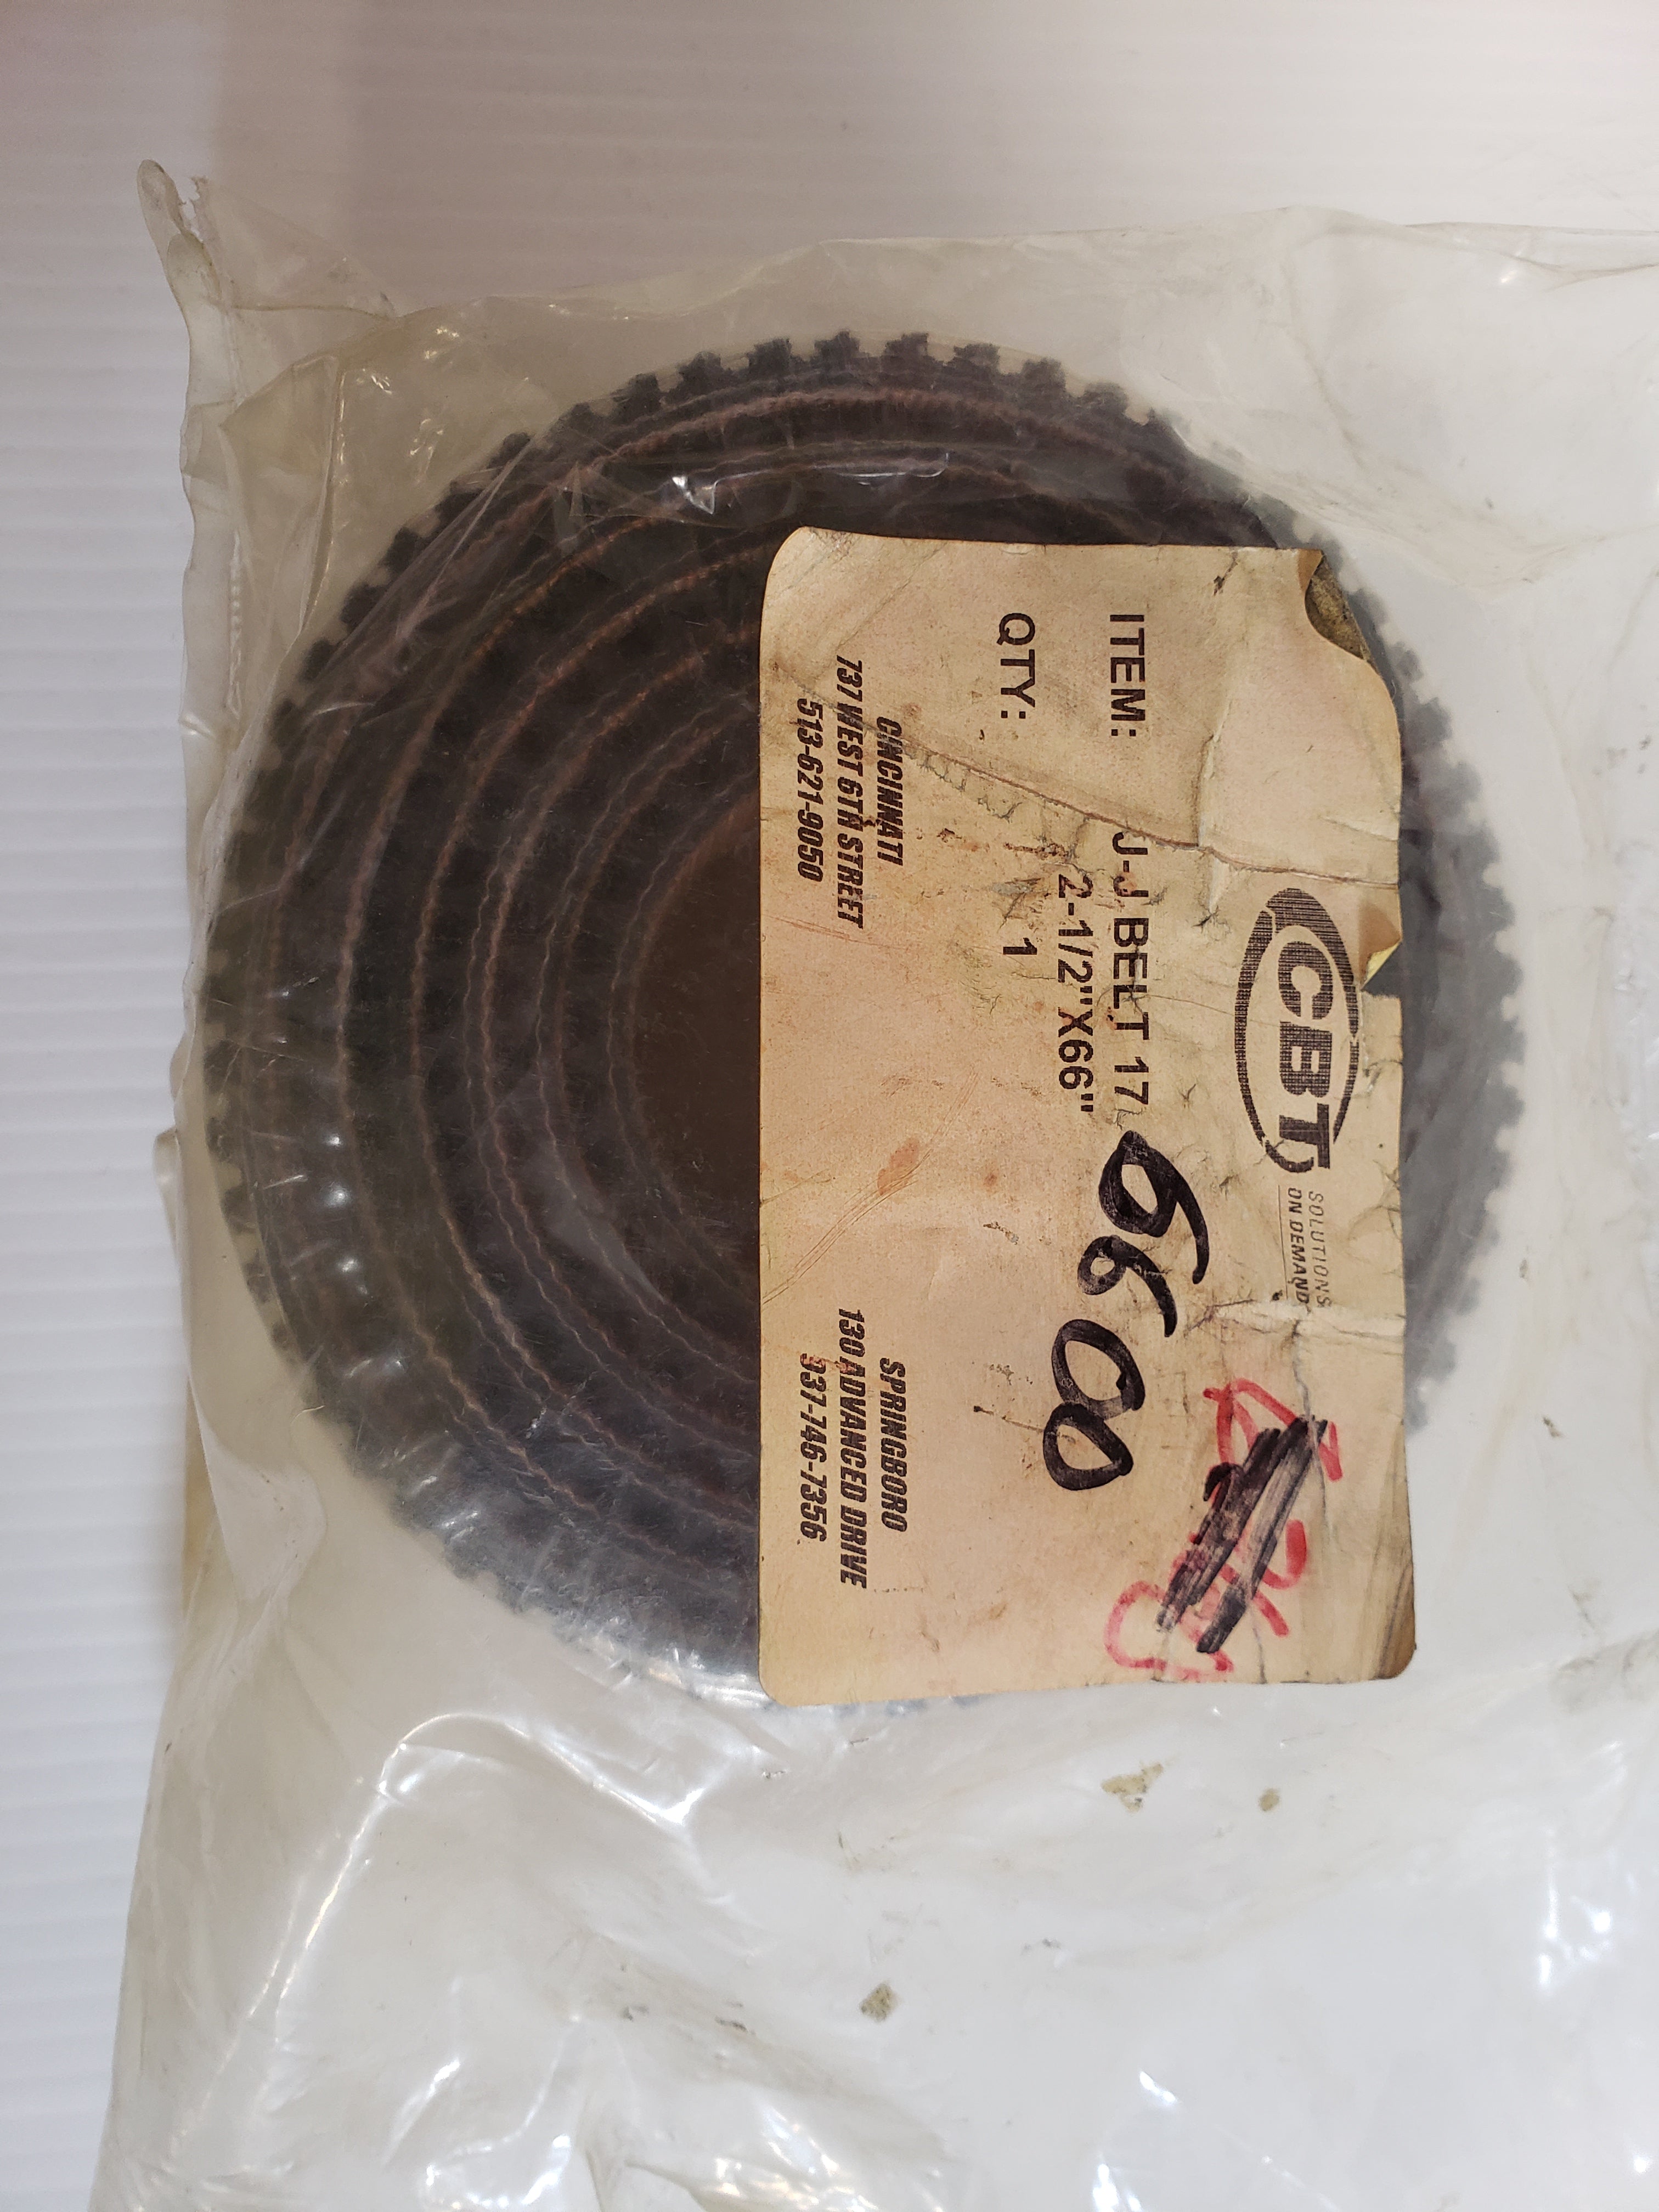 CBT
SOLUTIONS
ON DEMAND
ITEM: J-J BELT 17
2-1/2"X66"
6600
QTY: 1
CINCINNATI
737 WEST 6TH STREET
513-621-9050
SPRINGBORO
130 ADVANCED DRIVE
937-746-7356